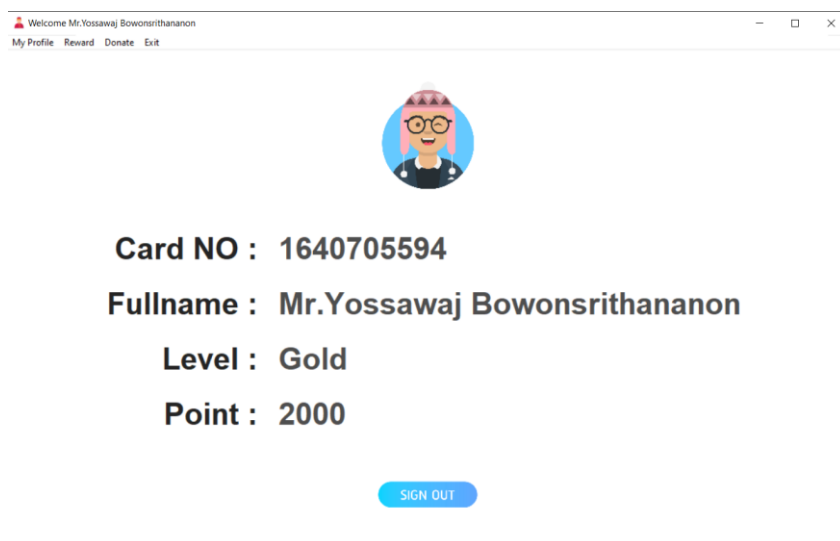 Welcome Mr.Yossawaj Bowonsrithananon
My Profile Reward Donate Exit
Card NO : 1640705594
Fullname : Mr.Yossawaj Bowonsrithananon
Level : Gold
Point : 2000
SIGN OUT